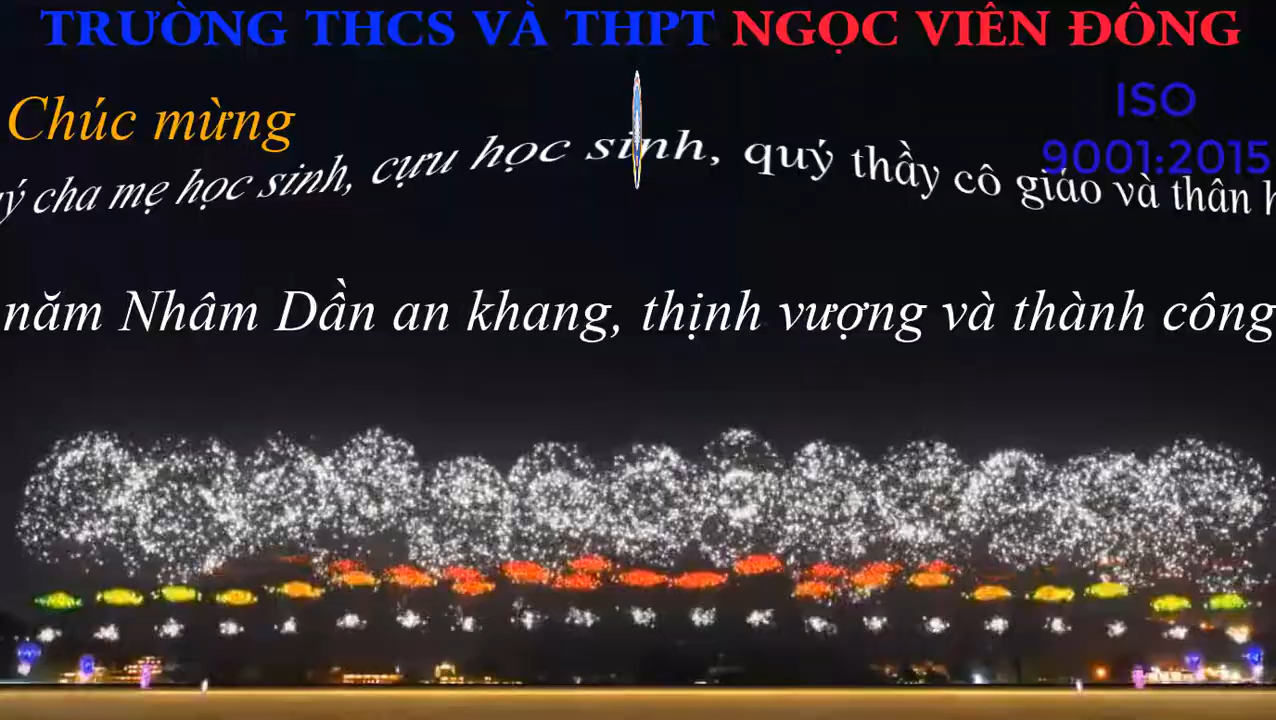 TRƯỜNG THCS VÀ THPT NGỌC VIÊN ĐÔNG
ISO
9001:2015
Chúc mừng
cha mẹ học sinh, cựu học sinh, quý thầy cô giáo và thân
năm Nhâm Dần an khang, thịnh vượng và thành công